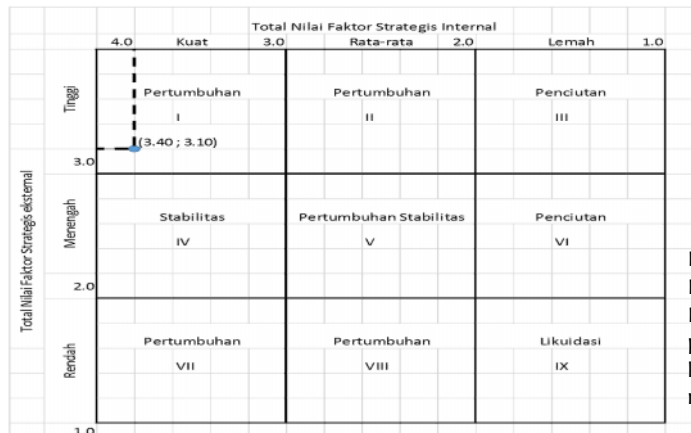 Total Nilai Faktor Strategis Internal
4.0 Kuat 3.0 Rata-rata 2.0 Lemah 1.0
Total Nilai Faktor Strategis eksternal
Tinggi
Pertumbuhan Pertumbuhan Penciutan
I II III
(3.40 ; 3.10)
3.0
Menengah
Stabilitas Pertumbuhan Stabilitas Penciutan
IV V VI
2.0
Rendah
Pertumbuhan Pertumbuhan Likuidasi
VII VIII IX
1.0